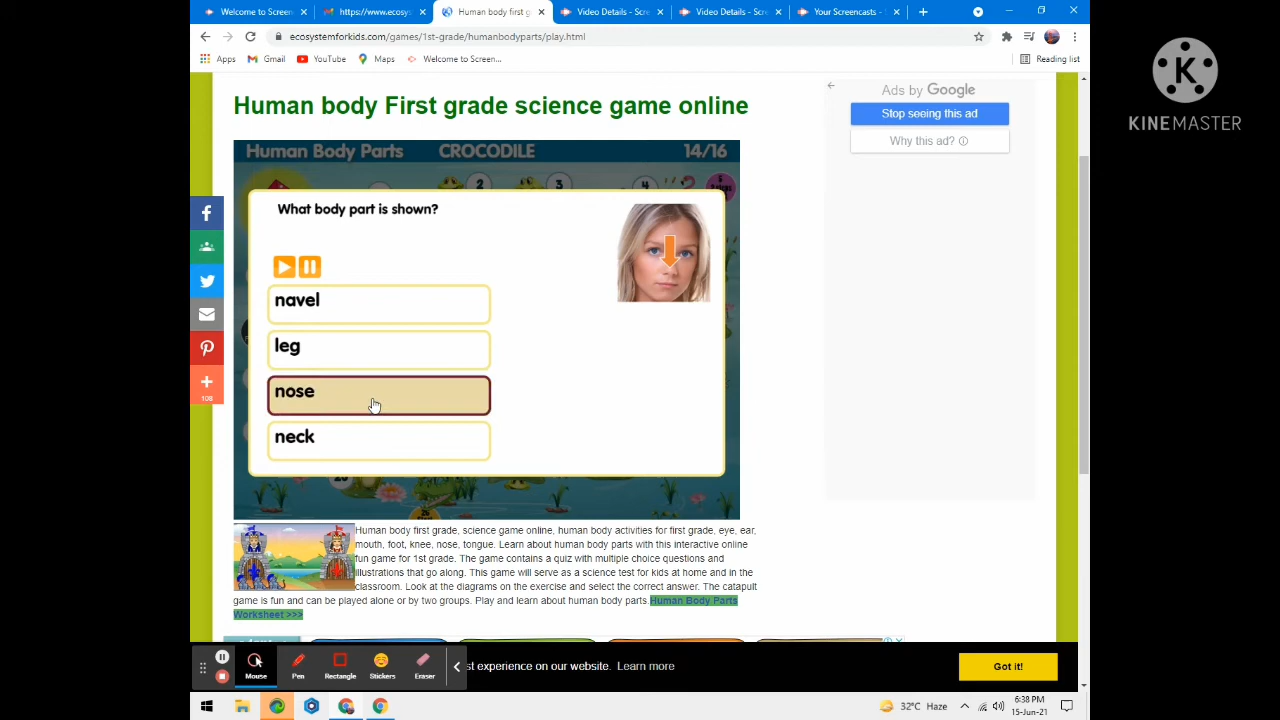 Welcome to Screen
https://www.ecosys
Human body first g
Video Details - Scre
Video Details - Scre
Your Screencasts - S
ecosystemforkids.com/games/1st-grade/humanbodyparts/play.html
Apps
Gmail
YouTube
Maps
Welcome to Screen...
Reading list
KINEMASTER
Human body First grade science game online
Ads by Google
Stop seeing this ad
Why this ad?
Human Body Parts CROCODILE 14/16
2 3 4
What body part is shown?
navel
leg
nose
neck
108
Human body first grade, science game online, human body activities for first grade, eye, ear,
mouth, foot, knee, nose, tongue. Learn about human body parts with this interactive online
fun game for 1st grade. The game contains a quiz with multiple choice questions and
illustrations that go along. This game will serve as a science test for kids at home and in the
classroom. Look at the diagrams on the exercise and select the correct answer. The catapult
game is fun and can be played alone or by two groups. Play and learn about human body parts.Human Body Parts
Worksheet >>>
st experience on our website. Learn more
Got it!
Mouse
Pen
Rectangle
Stickers
Eraser
32°C Haze
6:38 PM
15-Jun-21